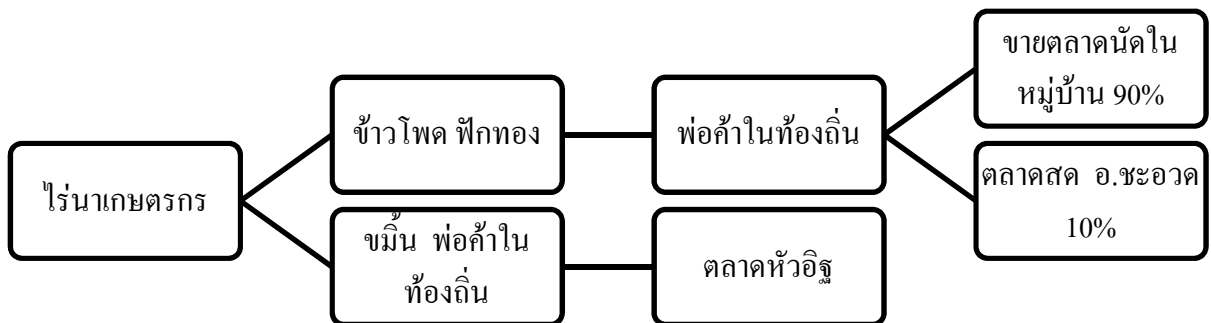 ไร่นาเกษตรกร
ข้าวโพด ฟักทอง
พ่อค้าในท้องถิ่น
ขายตลาดนัดใน
หมู่บ้าน 90%
ตลาดสด อ.ชะอวด
10%
ขมิ้น พ่อค้าใน
ท้องถิ่น
ตลาดหัวอิฐ